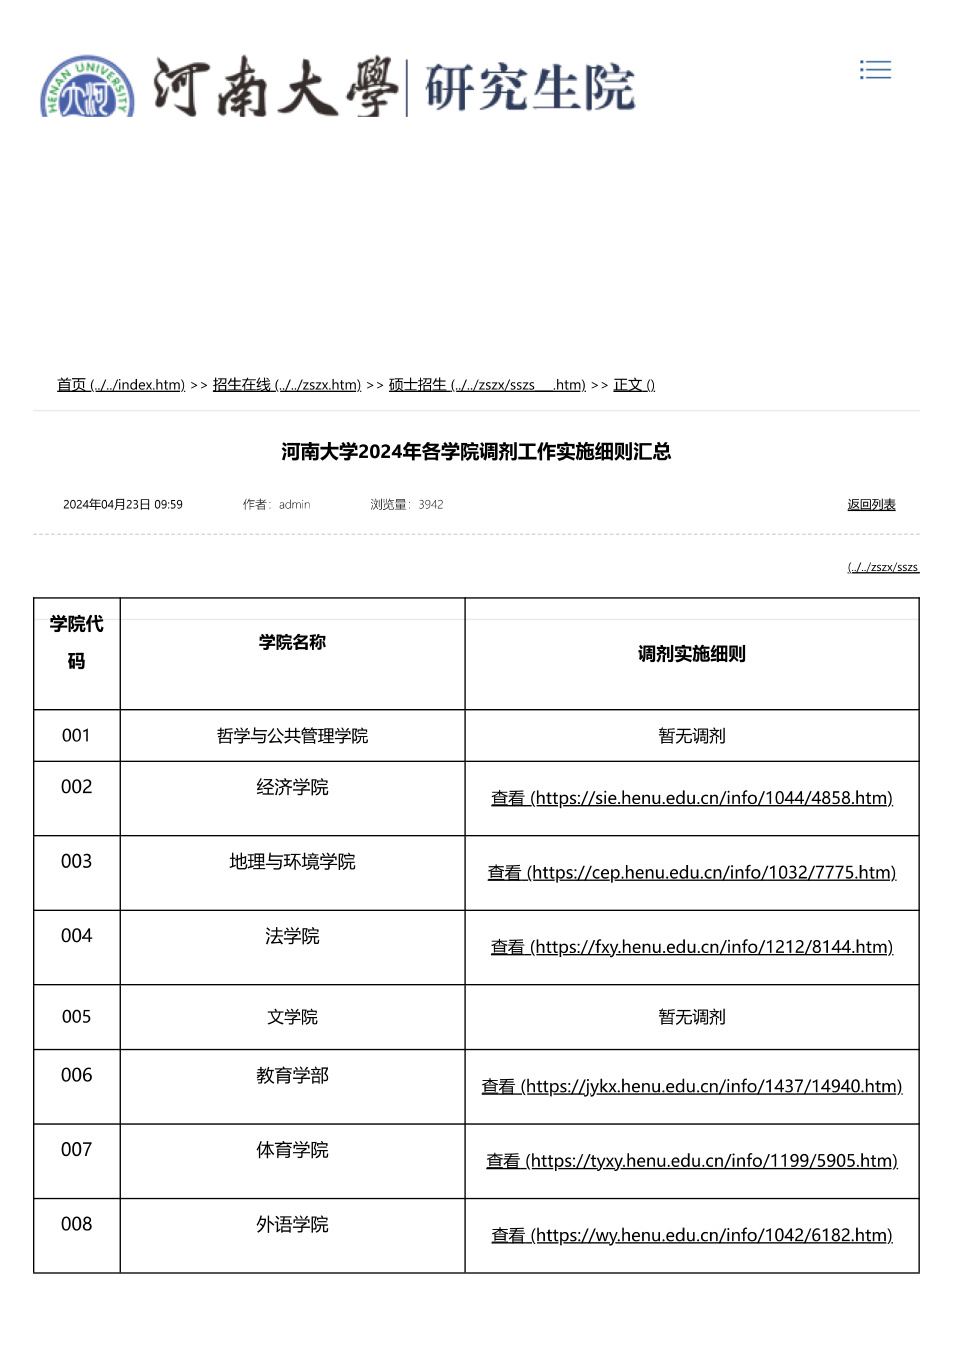 HENAN UNIVERSITY
河南大學 研究生院
首页 (../../index.htm) >> 招生在线 (../../zszx.htm) >> 硕士招生 (../../zszx/sszs__.htm) >> 正文 ()
河南大学2024年各学院调剂工作实施细则汇总
2024年04月23日 09:59 作者：admin 浏览量：3942 返回列表
(../../zszx/sszs
学院代
码
学院名称
调剂实施细则
001 哲学与公共管理学院 暂无调剂
002 经济学院 查看 (https://sie.henu.edu.cn/info/1044/4858.htm)
003 地理与环境学院 查看 (https://cep.henu.edu.cn/info/1032/7775.htm)
004 法学院 查看 (https://fxy.henu.edu.cn/info/1212/8144.htm)
005 文学院 暂无调剂
006 教育学部 查看 (https://jykx.henu.edu.cn/info/1437/14940.htm)
007 体育学院 查看 (https://tyxy.henu.edu.cn/info/1199/5905.htm)
008 外语学院 查看 (https://wy.henu.edu.cn/info/1042/6182.htm)